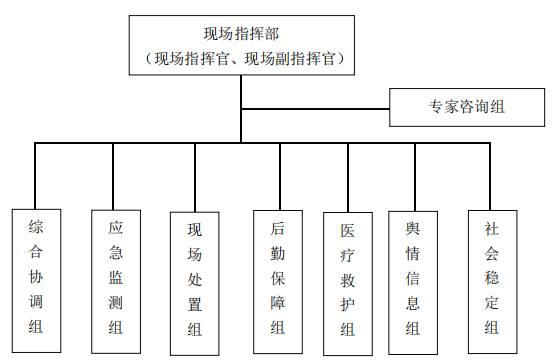 现场指挥部
（现场指挥官、现场副指挥官）
专家咨询组
综合协调组
应急监测组
现场处置组
后勤保障组
医疗救护组
舆情信息组
社会稳定组